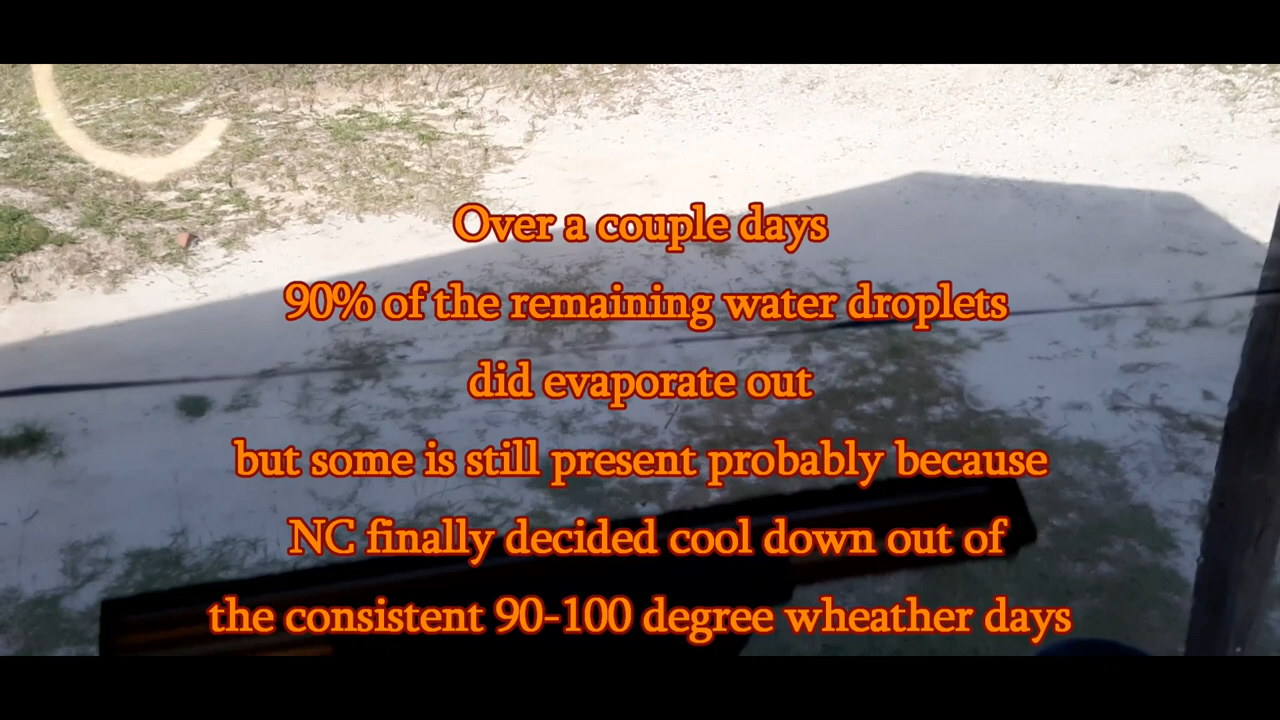 Over a couple days
90% of the remaining water droplets
did evaporate out
but some is still present probably because
NC finally decided cool down out of
the consistent 90-100 degree wheather days